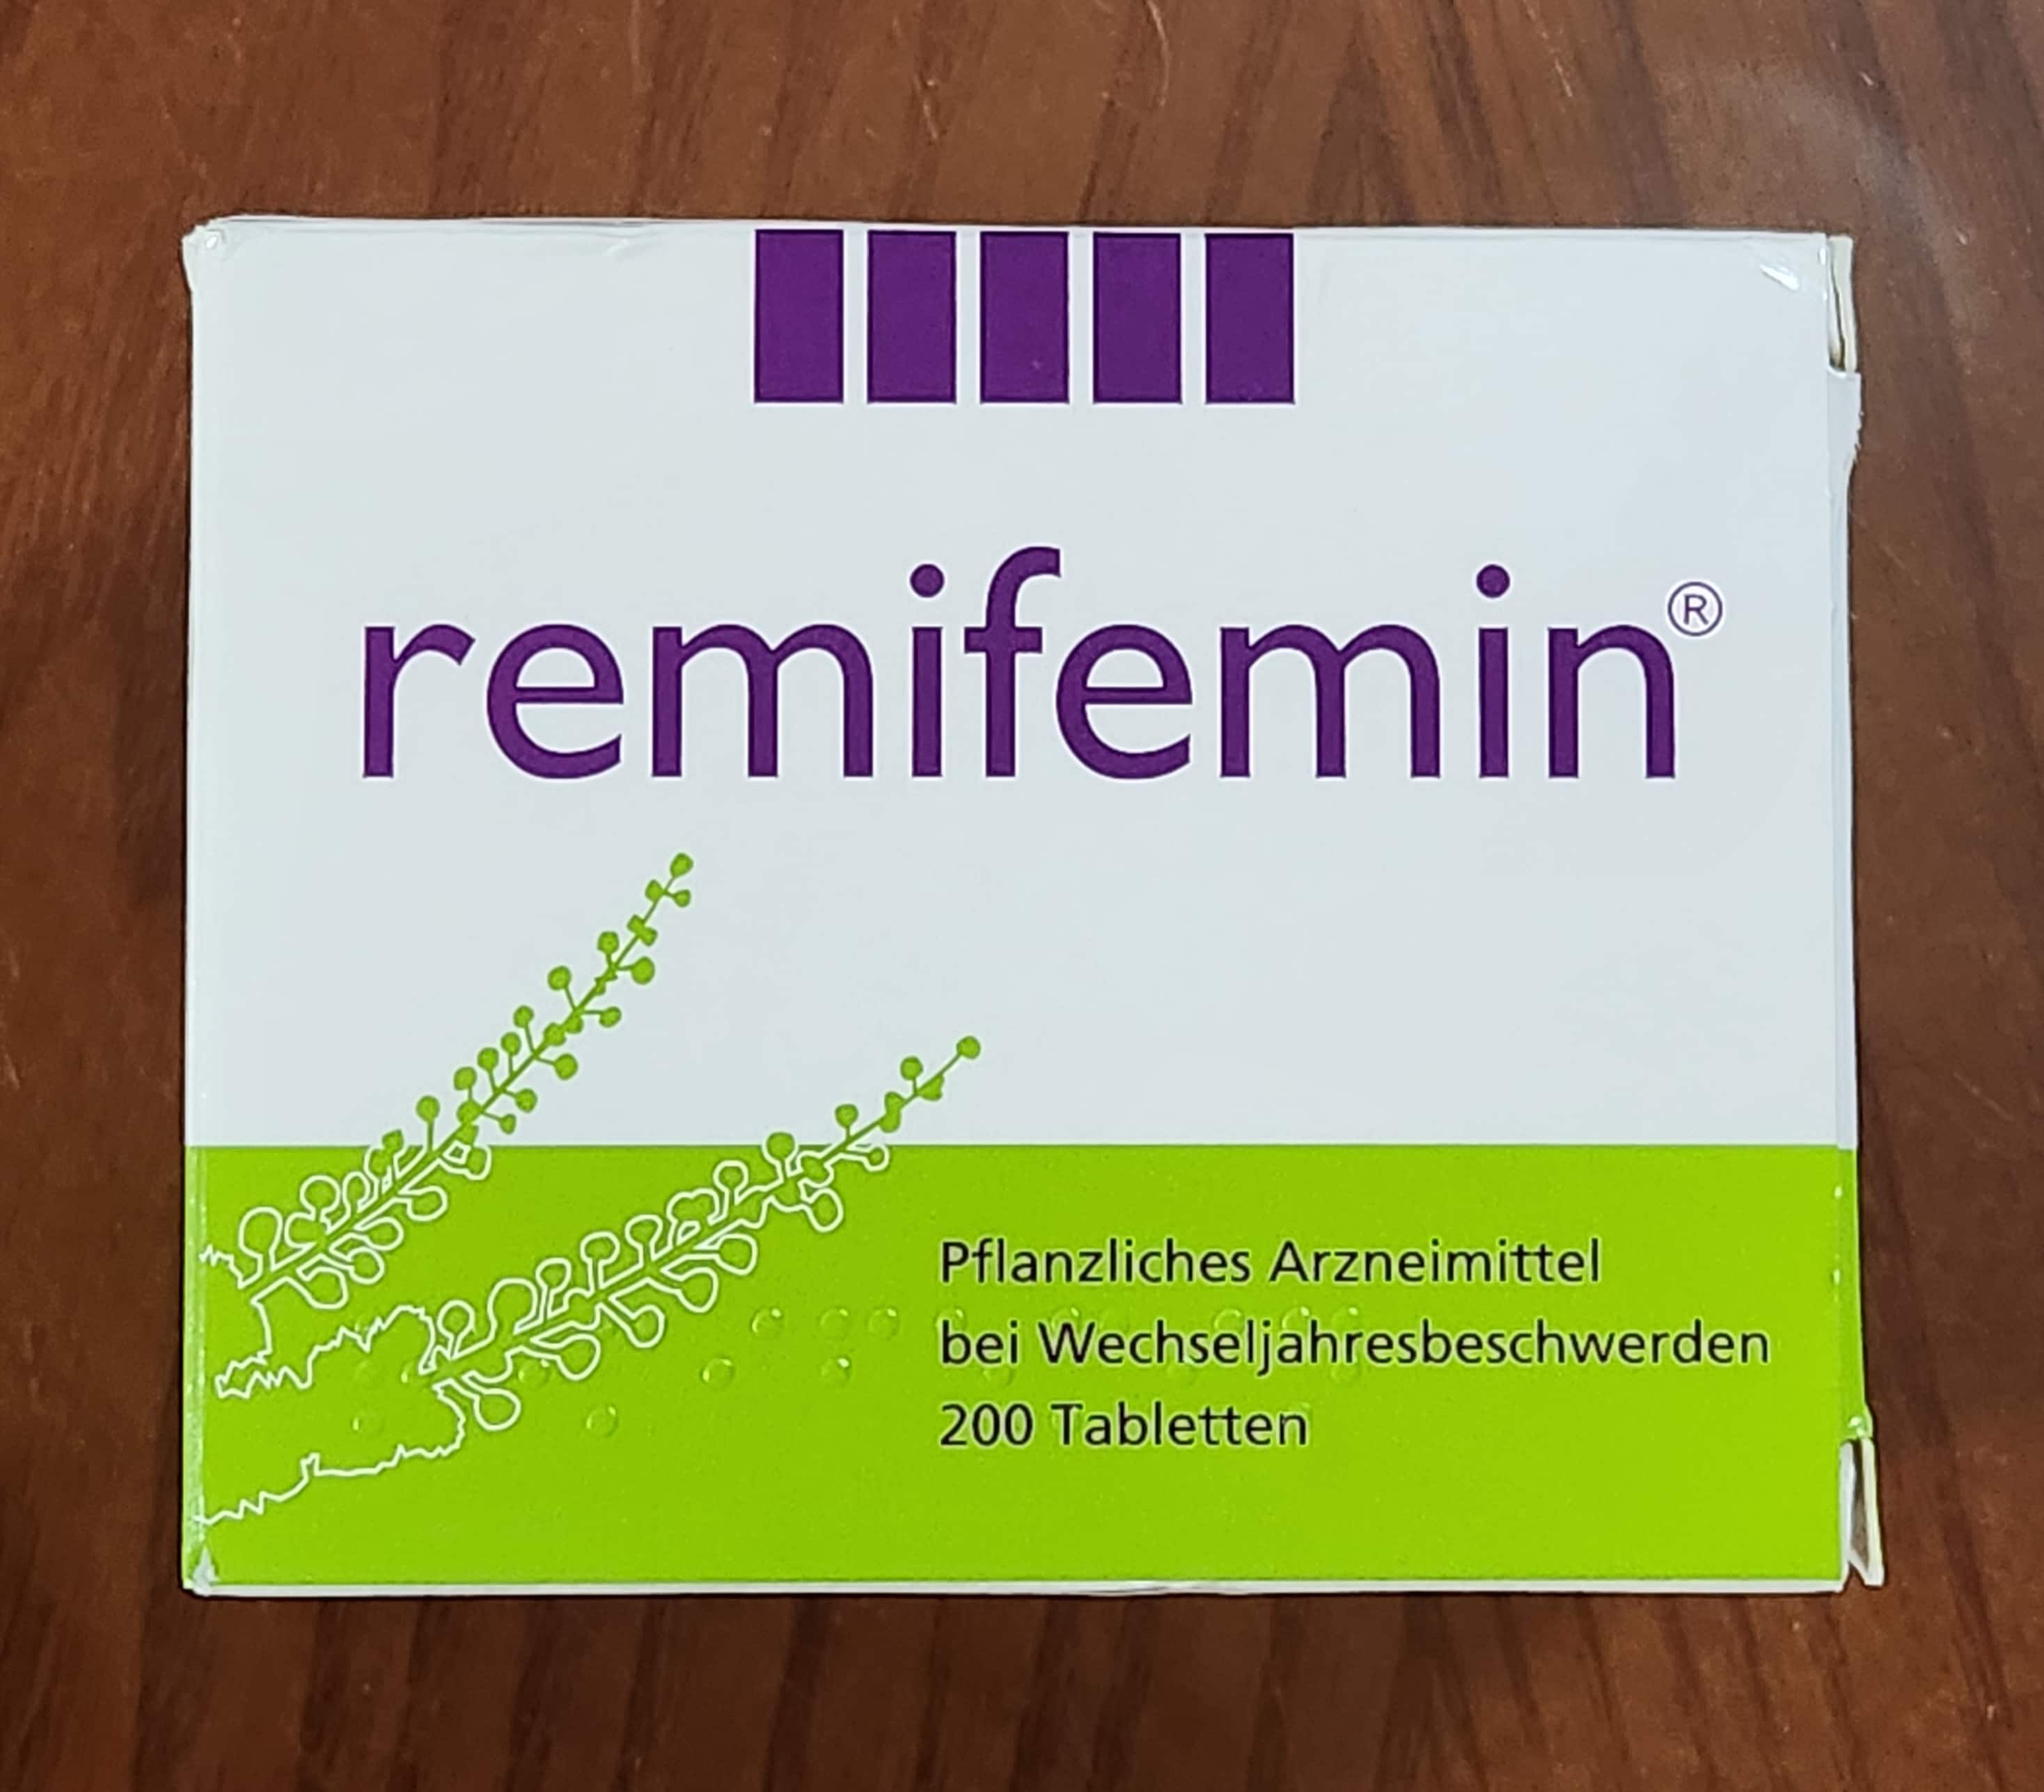 remifemin®
Pflanzliches Arzneimittel
bei Wechseljahresbeschwerden
200 Tabletten